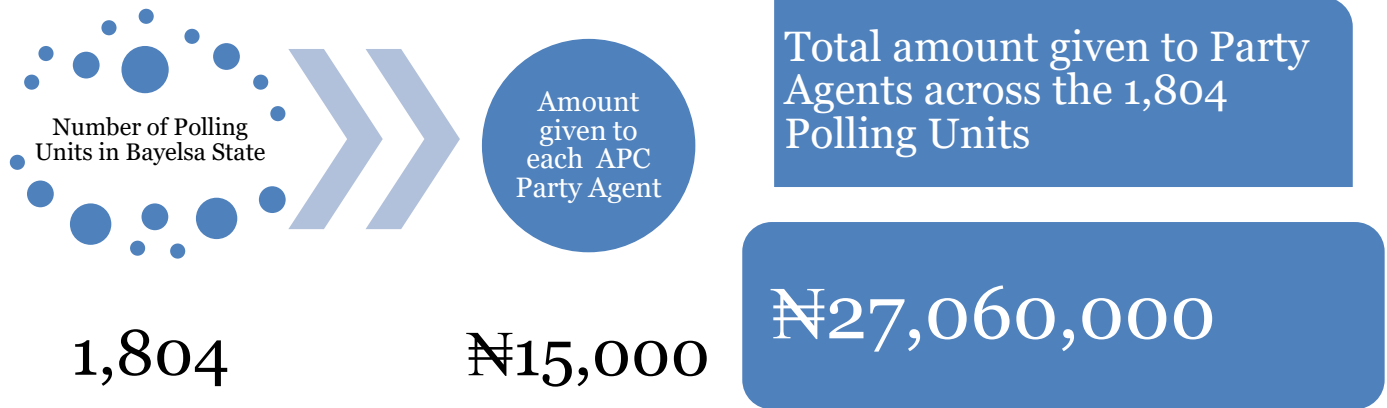 Number of Polling
Units in Bayelsa State
1,804
Amount
given to
each APC
Party Agent
₦15,000
Total amount given to Party
Agents across the 1,804
Polling Units
₦27,060,000